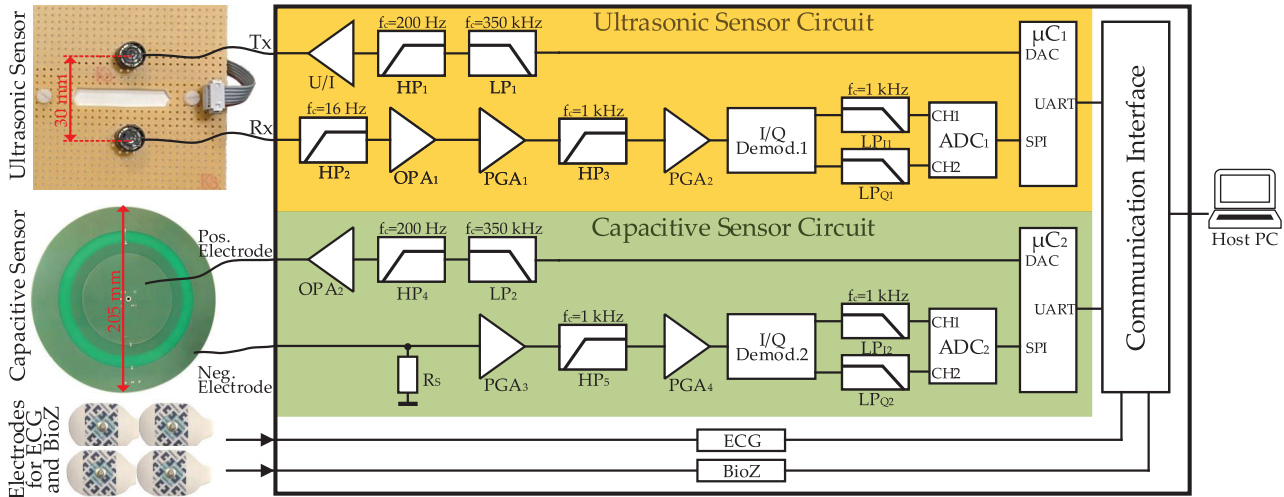 Ultrasonic Sensor
30 mm
Tx
Rx
Ultrasonic Sensor Circuit
U/I
fc=200 Hz
HP1
fc=350 kHz
LP1
µC1
DAC
UART
SPI
fc=16 Hz
HP2
OPA1
PGA1
fc=1 kHz
HP3
PGA2
I/Q
Demod.1
fc=1 kHz
LPI1
LPQ1
CH1
ADC1
CH2
Capacitive Sensor
205 mm
Pos.
Electrode
Neg.
Electrode
Capacitive Sensor Circuit
OPA2
fc=200 Hz
HP4
fc=350 kHz
LP2
µC2
DAC
UART
SPI
RS
PGA3
fc=1 kHz
HP5
PGA4
I/Q
Demod.2
fc=1 kHz
LPI2
LPQ2
CH1
ADC2
CH2
Electrodes
for ECG
and BioZ
ECG
BioZ
Communication Interface
Host PC